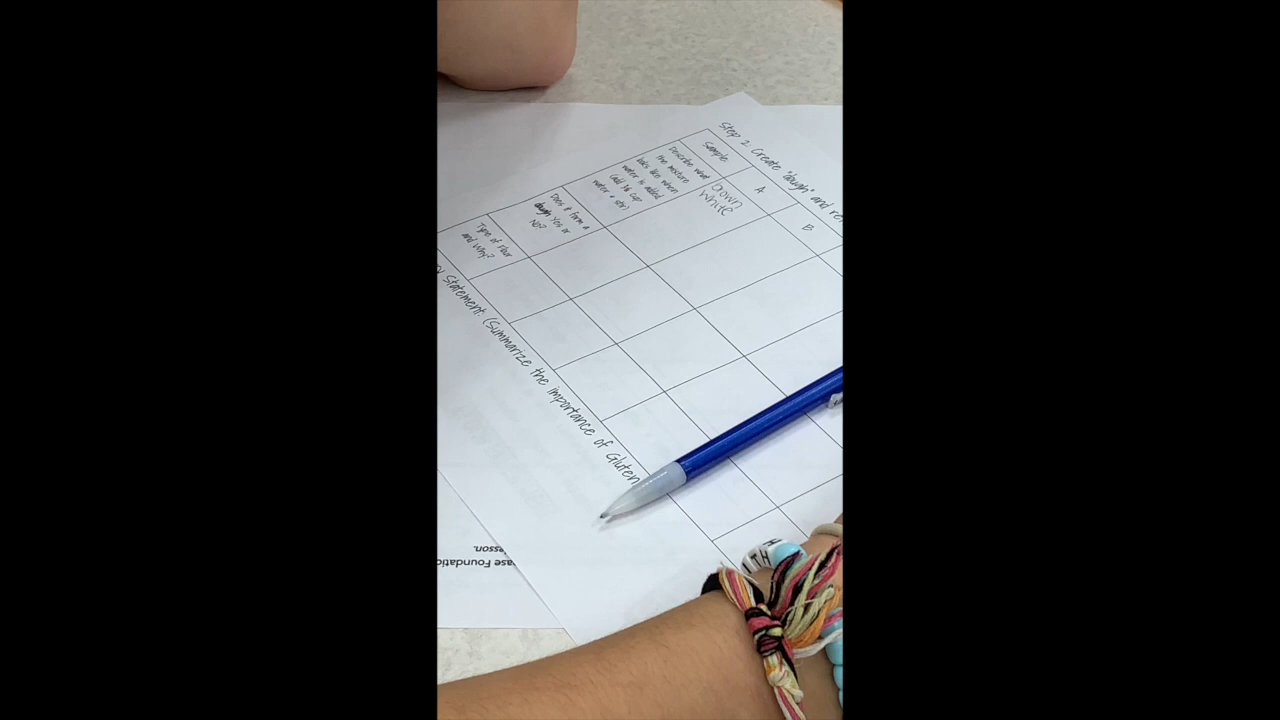 Step 2: Create "dough" and re
Sample
A
B
Describe what
the mixture
looks like when
water is added
(add 1/4 cup
water + stir)
Brown
White
Does it form a
dough Yes or
No?
Type of Flour
and Why?
Statement: (Summarize the importance of Gluten
ase Foundatio
esson.
ITH